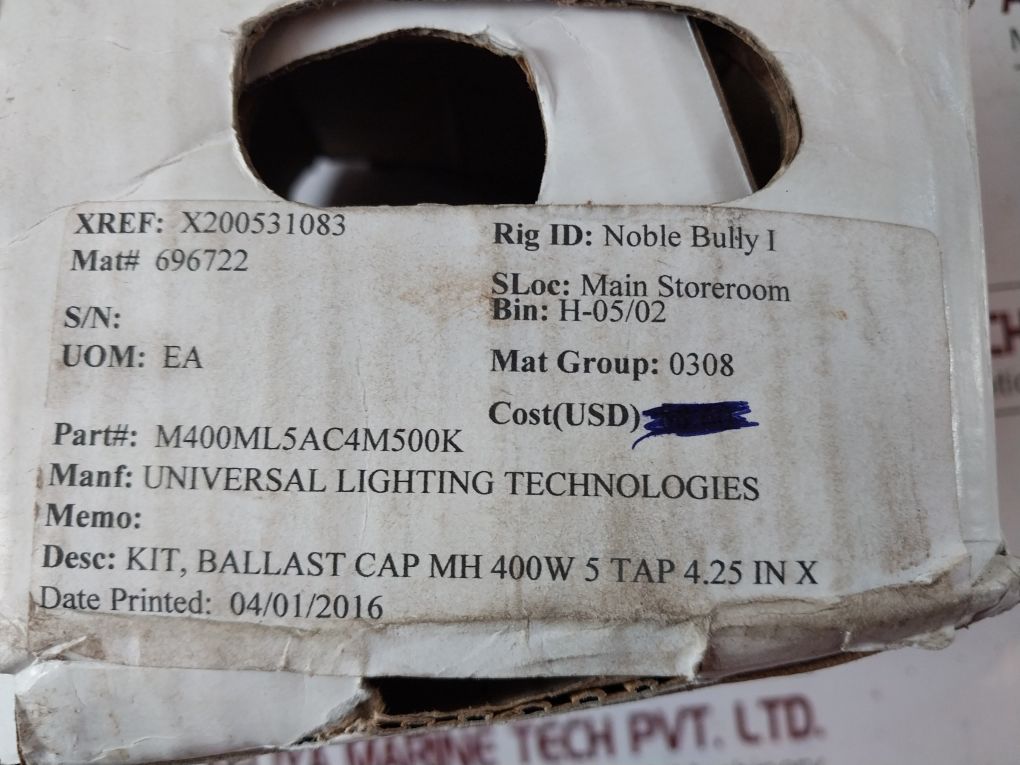 XREF: X200531083
Mat# 696722
S/N:
UOM: EA
Rig ID: Noble Bully I
SLoc: Main Storeroom
Bin: H-05/02
Mat Group: 0308
Cost(USD)
Part#: M400ML5AC4M500K
Manf: UNIVERSAL LIGHTING TECHNOLOGIES
Memo:
Desc: KIT, BALLAST CAP MH 400W 5 TAP 4.25 IN X
Date Printed: 04/01/2016
MARINE TECH PVT. LTD.